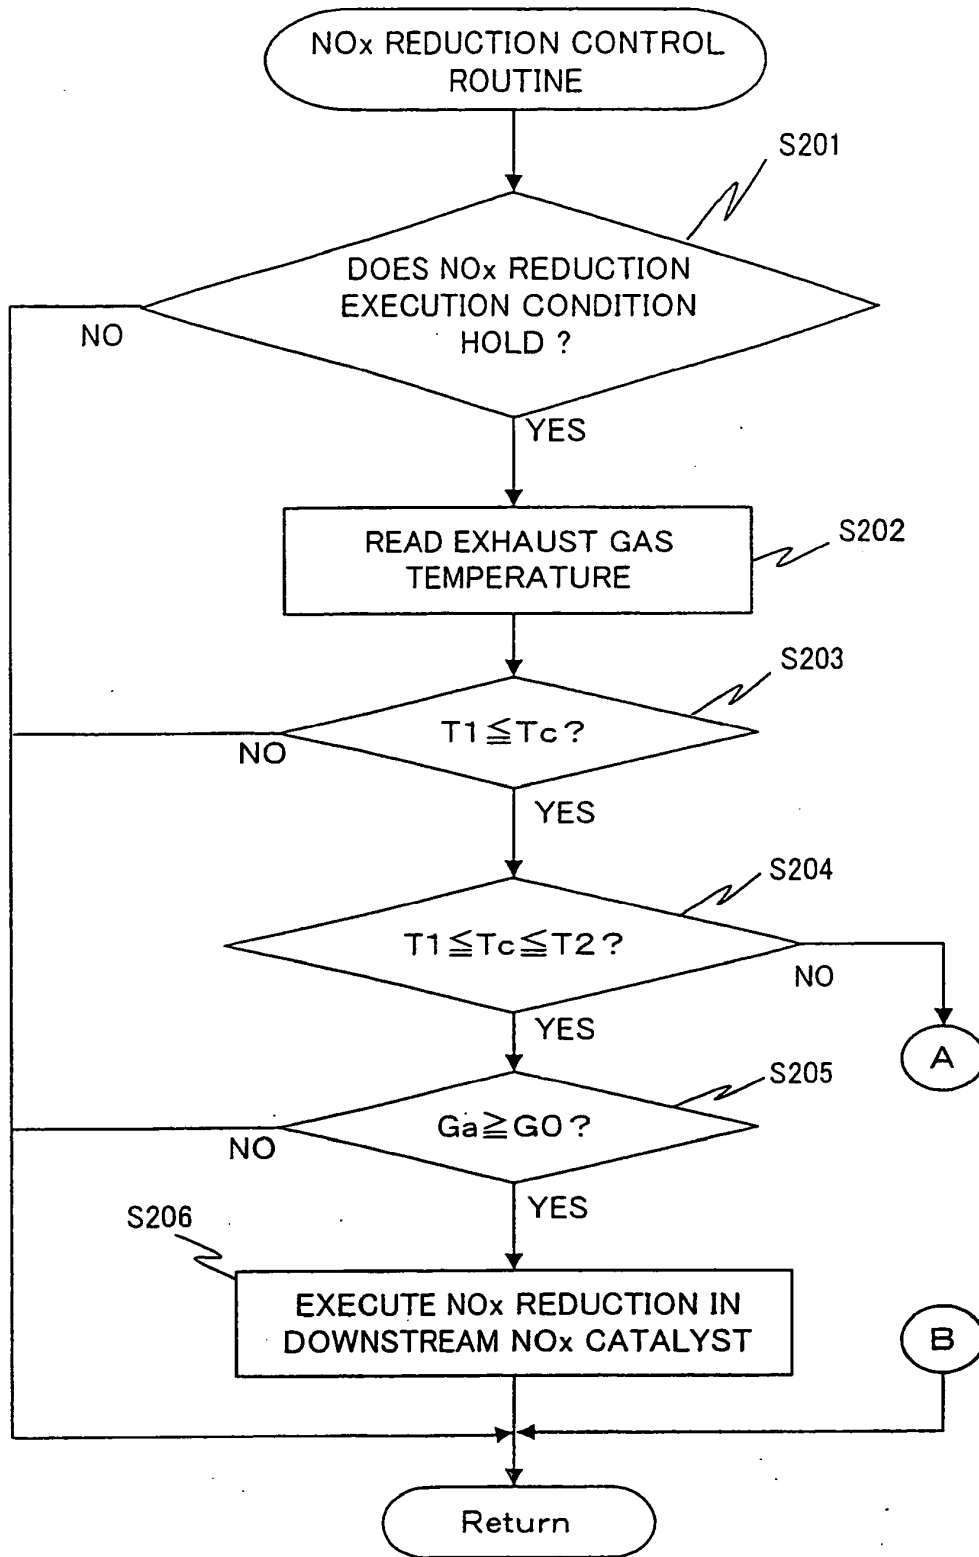 NOx REDUCTION CONTROL
ROUTINE
S201
DOES NOx REDUCTION
EXECUTION CONDITION
HOLD ?
NO
YES
READ EXHAUST GAS
TEMPERATURE
S202
S203
T1≦Tc?
NO
YES
S204
T1≦Tc≦T2?
NO
YES
A
S205
Ga≧G0?
NO
YES
S206
EXECUTE NOx REDUCTION IN
DOWNSTREAM NOx CATALYST
B
Return